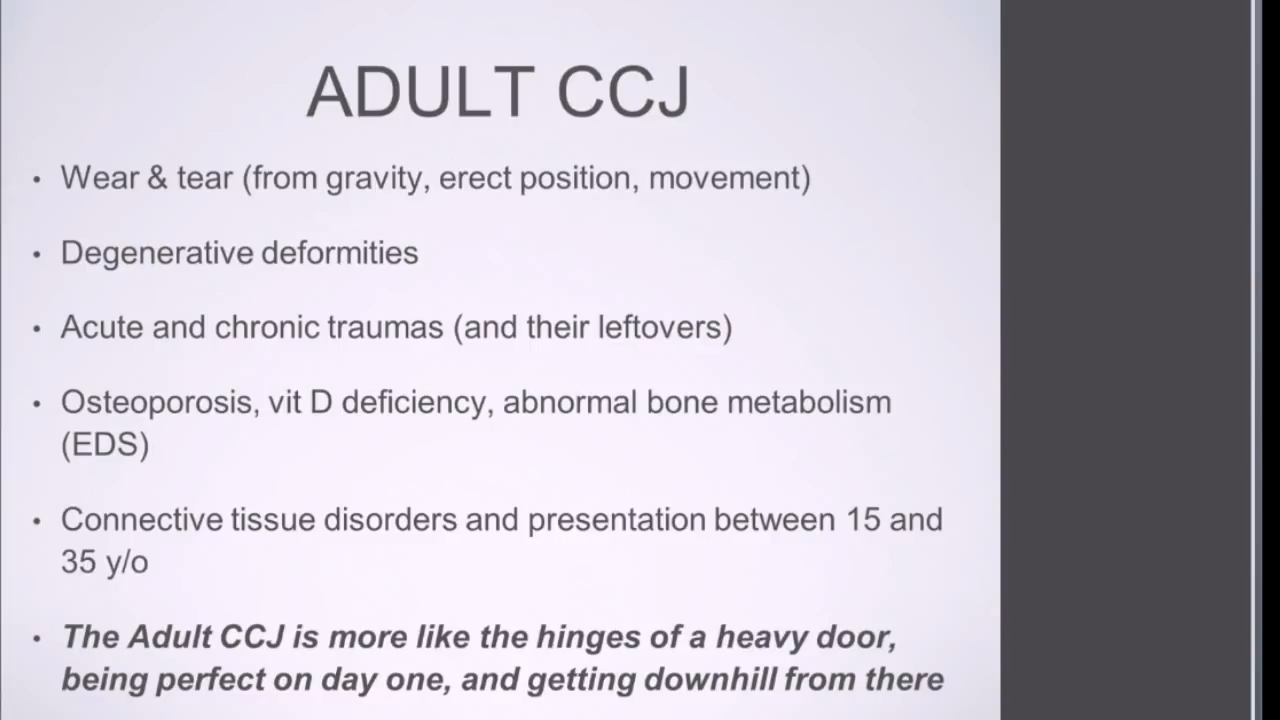 ADULT CCJ
• Wear & tear (from gravity, erect position, movement)
• Degenerative deformities
• Acute and chronic traumas (and their leftovers)
• Osteoporosis, vit D deficiency, abnormal bone metabolism
(EDS)
• Connective tissue disorders and presentation between 15 and
35 y/o
• The Adult CCJ is more like the hinges of a heavy door,
being perfect on day one, and getting downhill from there